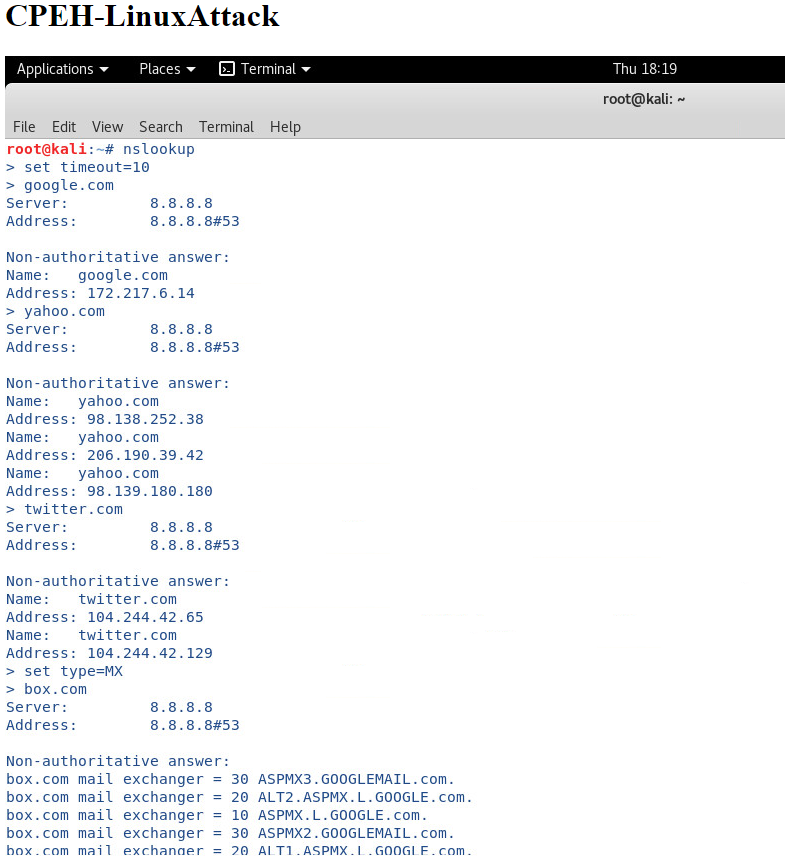 CPEH-LinuxAttack
Applications Places Terminal Thu 18:19
root@kali: ~
File Edit View Search Terminal Help
root@kali:~# nslookup
> set timeout=10
> google.com
Server: 8.8.8.8
Address: 8.8.8.8#53
Non-authoritative answer:
Name: google.com
Address: 172.217.6.14
> yahoo.com
Server: 8.8.8.8
Address: 8.8.8.8#53
Non-authoritative answer:
Name: yahoo.com
Address: 98.138.252.38
Name: yahoo.com
Address: 206.190.39.42
Name: yahoo.com
Address: 98.139.180.180
> twitter.com
Server: 8.8.8.8
Address: 8.8.8.8#53
Non-authoritative answer:
Name: twitter.com
Address: 104.244.42.65
Name: twitter.com
Address: 104.244.42.129
> set type=MX
> box.com
Server: 8.8.8.8
Address: 8.8.8.8#53
Non-authoritative answer:
box.com mail exchanger = 30 ASPMX3.GOOGLEMAIL.com.
box.com mail exchanger = 20 ALT2.ASPMX.L.GOOGLE.com.
box.com mail exchanger = 10 ASPMX.L.GOOGLE.com.
box.com mail exchanger = 30 ASPMX2.GOOGLEMAIL.com.
box.com mail exchanger = 20 ALT1.ASPMX.L.GOOGLE.com.